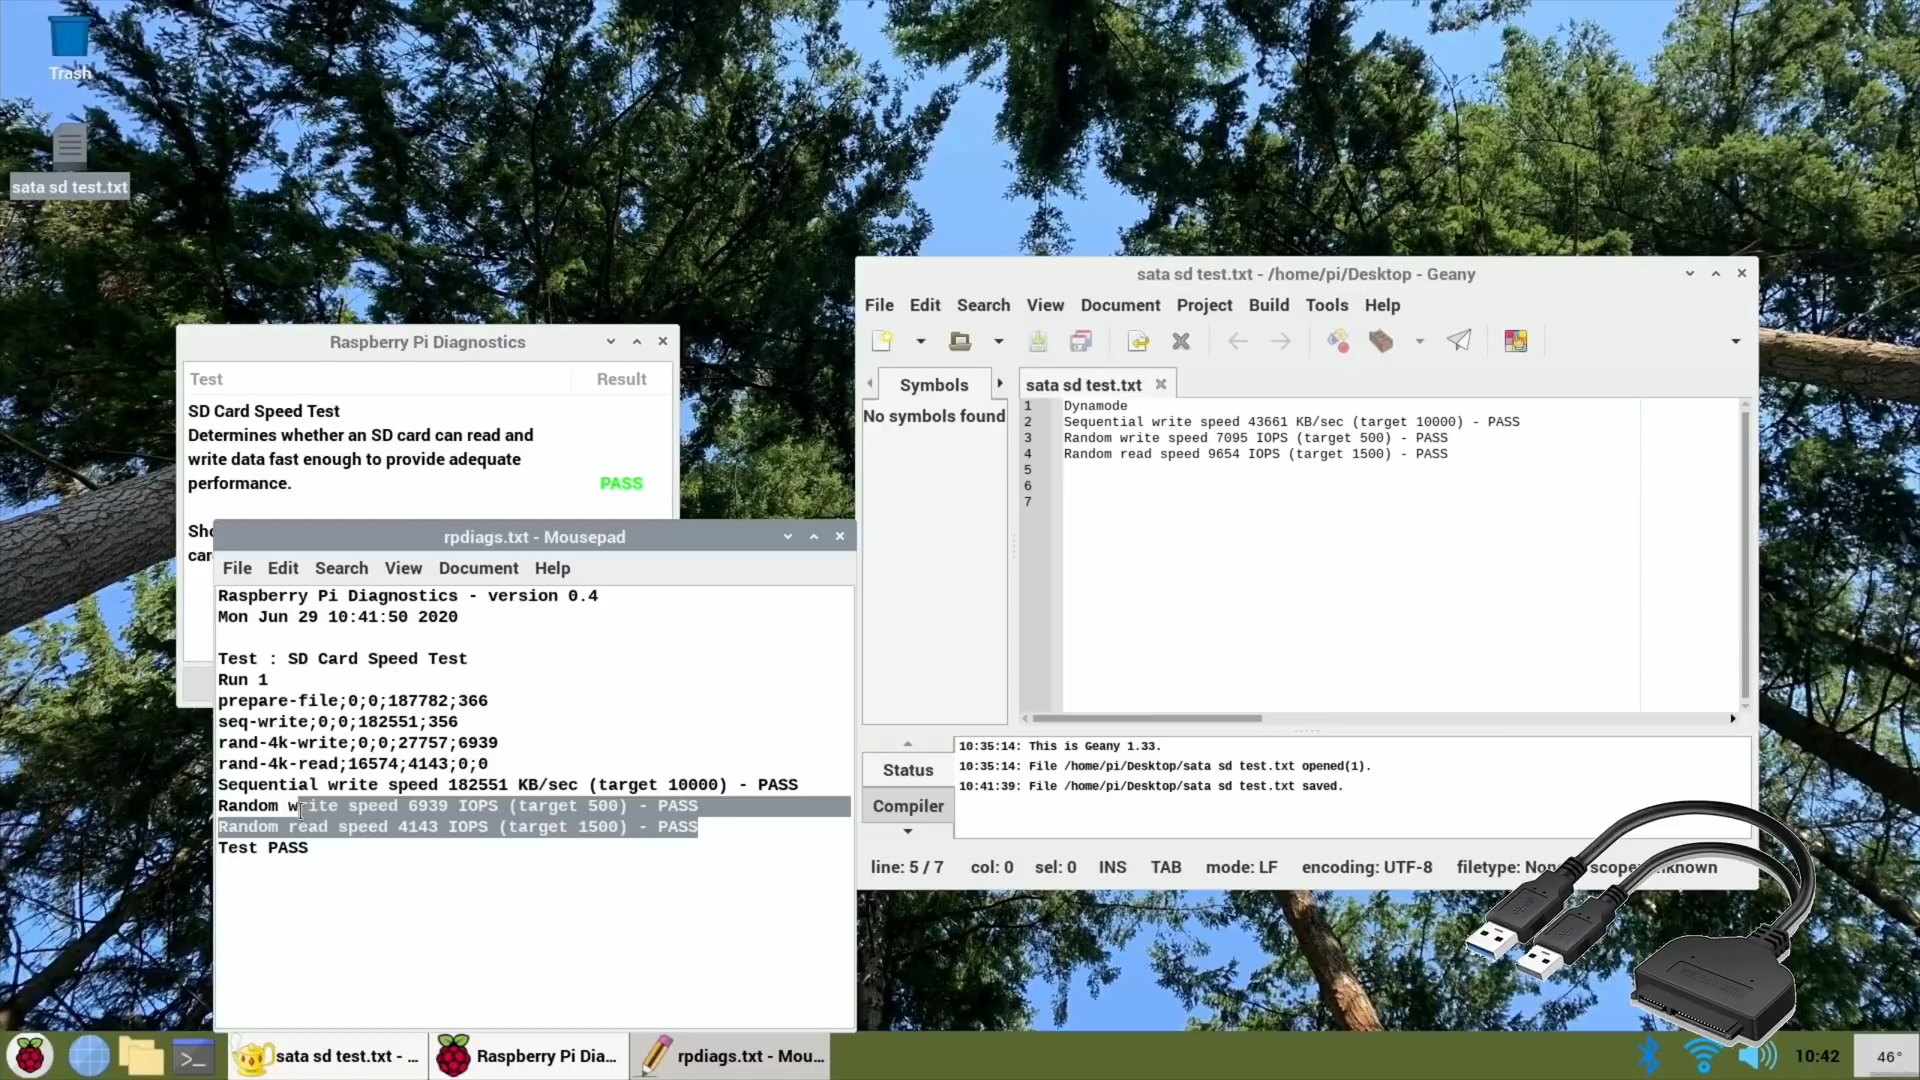 Trash
sata sd test.txt
Raspberry Pi Diagnostics
Test Result
SD Card Speed Test
Determines whether an SD card can read and
write data fast enough to provide adequate
performance. PASS
Sho
car
rpdiags.txt - Mousepad
File Edit Search View Document Help
Raspberry Pi Diagnostics - version 0.4
Mon Jun 29 10:41:50 2020
Test : SD Card Speed Test
Run 1
prepare-file;0;0;187782;366
seq-write;0;0;182551;356
rand-4k-write;0;0;27757;6939
rand-4k-read;16574;4143;0;0
Sequential write speed 182551 KB/sec (target 10000) - PASS
Random write speed 6939 IOPS (target 500) - PASS
Random read speed 4143 IOPS (target 1500) - PASS
Test PASS
sata sd test.txt - /home/pi/Desktop - Geany
File Edit Search View Document Project Build Tools Help
Symbols
No symbols found
sata sd test.txt
1 Dynamode
2 Sequential write speed 43661 KB/sec (target 10000) - PASS
3 Random write speed 7095 IOPS (target 500) - PASS
4 Random read speed 9654 IOPS (target 1500) - PASS
5
6
7
Status
Compiler
10:35:14: This is Geany 1.33.
10:35:14: File /home/pi/Desktop/sata sd test.txt opened(1).
10:41:39: File /home/pi/Desktop/sata sd test.txt saved.
line: 5 / 7 col: 0 sel: 0 INS TAB mode: LF encoding: UTF-8 filetype: None scope: unknown
sata sd test.txt - ...
Raspberry Pi Dia...
rpdiags.txt - Mou...
10:42
46°